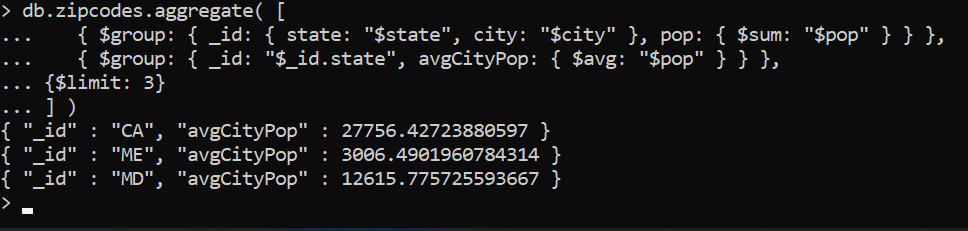 > db.zipcodes.aggregate( [
...     { $group: { _id: { state: "$state", city: "$city" }, pop: { $sum: "$pop" } } },
...     { $group: { _id: "$_id.state", avgCityPop: { $avg: "$pop" } } },
... {$limit: 3}
... ] )
{ "_id" : "CA", "avgCityPop" : 27756.42723880597 }
{ "_id" : "ME", "avgCityPop" : 3006.4901960784314 }
{ "_id" : "MD", "avgCityPop" : 12615.775725593667 }
>